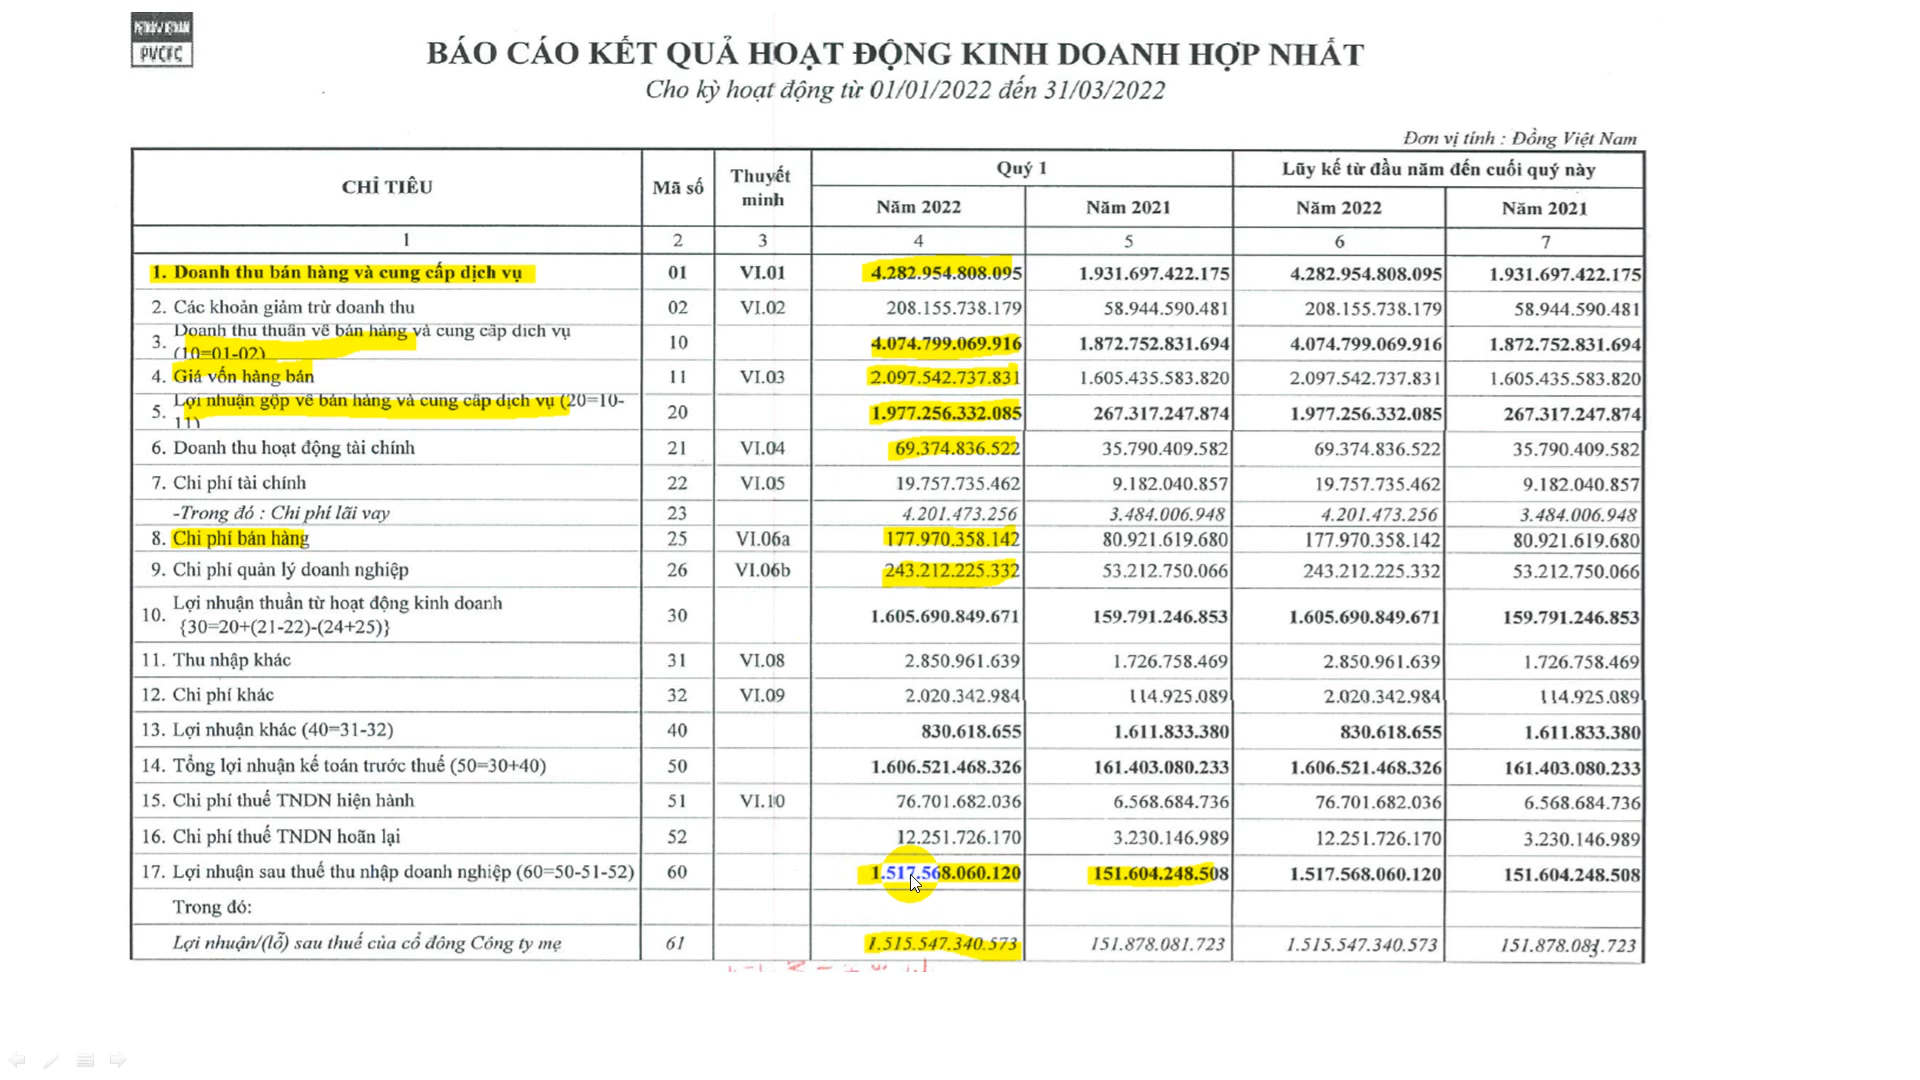 PETROVIETNAM
PVCFC
BÁO CÁO KẾT QUẢ HOẠT ĐỘNG KINH DOANH HỢP NHẤT
Cho kỳ hoạt động từ 01/01/2022 đến 31/03/2022
Đơn vị tính : Đồng Việt Nam
CHỈ TIÊU Mã số Thuyết minh Quý 1 Lũy kế từ đầu năm đến cuối quý này
Năm 2022 Năm 2021 Năm 2022 Năm 2021
1 2 3 4 5 6 7
1. Doanh thu bán hàng và cung cấp dịch vụ 01 VI.01 4.282.954.808.095 1.931.697.422.175 4.282.954.808.095 1.931.697.422.175
2. Các khoản giảm trừ doanh thu 02 VI.02 208.155.738.179 58.944.590.481 208.155.738.179 58.944.590.481
3. Doanh thu thuần về bán hàng và cung cấp dịch vụ (10=01-02) 10 4.074.799.069.916 1.872.752.831.694 4.074.799.069.916 1.872.752.831.694
4. Giá vốn hàng bán 11 VI.03 2.097.542.737.831 1.605.435.583.820 2.097.542.737.831 1.605.435.583.820
5. Lợi nhuận gộp về bán hàng và cung cấp dịch vụ (20=10-11) 20 1.977.256.332.085 267.317.247.874 1.977.256.332.085 267.317.247.874
6. Doanh thu hoạt động tài chính 21 VI.04 69.374.836.522 35.790.409.582 69.374.836.522 35.790.409.582
7. Chi phí tài chính 22 VI.05 19.757.735.462 9.182.040.857 19.757.735.462 9.182.040.857
-Trong đó : Chi phí lãi vay 23 4.201.473.256 3.484.006.948 4.201.473.256 3.484.006.948
8. Chi phí bán hàng 25 VI.06a 177.970.358.142 80.921.619.680 177.970.358.142 80.921.619.680
9. Chi phí quản lý doanh nghiệp 26 VI.06b 243.212.225.332 53.212.750.066 243.212.225.332 53.212.750.066
10. Lợi nhuận thuần từ hoạt động kinh doanh {30=20+(21-22)-(24+25)} 30 1.605.690.849.671 159.791.246.853 1.605.690.849.671 159.791.246.853
11. Thu nhập khác 31 VI.08 2.850.961.639 1.726.758.469 2.850.961.639 1.726.758.469
12. Chi phí khác 32 VI.09 2.020.342.984 114.925.089 2.020.342.984 114.925.089
13. Lợi nhuận khác (40=31-32) 40 830.618.655 1.611.833.380 830.618.655 1.611.833.380
14. Tổng lợi nhuận kế toán trước thuế (50=30+40) 50 1.606.521.468.326 161.403.080.233 1.606.521.468.326 161.403.080.233
15. Chi phí thuế TNDN hiện hành 51 VI.10 76.701.682.036 6.568.684.736 76.701.682.036 6.568.684.736
16. Chi phí thuế TNDN hoãn lại 52 12.251.726.170 3.230.146.989 12.251.726.170 3.230.146.989
17. Lợi nhuận sau thuế thu nhập doanh nghiệp (60=50-51-52) 60 1.517.568.060.120 151.604.248.508 1.517.568.060.120 151.604.248.508
Trong đó:
Lợi nhuận/(lỗ) sau thuế của cổ đông Công ty mẹ 61 1.515.547.340.573 151.878.081.723 1.515.547.340.573 151.878.081.723